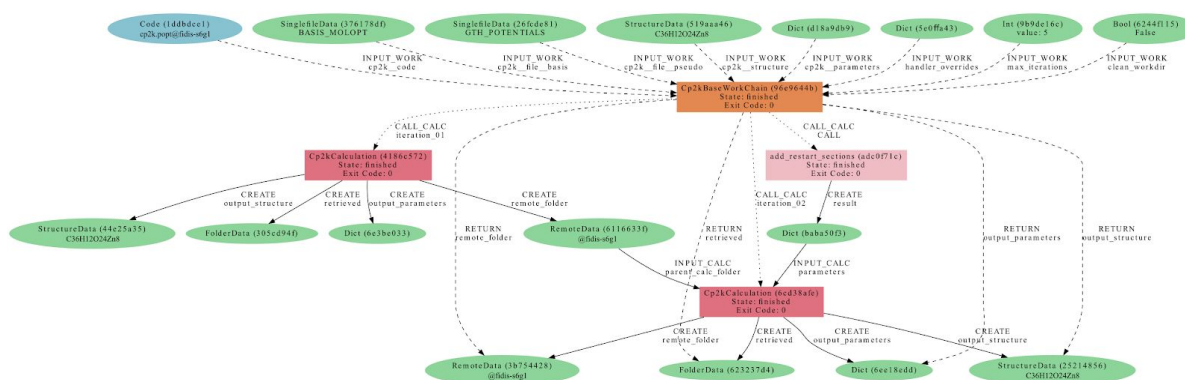 Code (1ddbdce1)
cp2k.popt@fidis-s6g1
SinglefileData (376178df)
BASIS_MOLOPT
SinglefileData (26fcde81)
GTH_POTENTIALS
StructureData (519aaa46)
C36H12O24Zn8
Dict (d18a9db9)
Dict (5e0ffa43)
Int (9b9de16c)
value: 5
Bool (6244f115)
False
INPUT_WORK
cp2k__code
INPUT_WORK
cp2k__file__basis
INPUT_WORK
cp2k__file__pseudo
INPUT_WORK
cp2k__structure
INPUT_WORK
cp2k__parameters
INPUT_WORK
handler_overrides
INPUT_WORK
max_iterations
INPUT_WORK
clean_workdir
Cp2kBaseWorkChain (96e9644b)
State: finished
Exit Code: 0
CALL_CALC
iteration_01
CALL_CALC
CALL
Cp2kCalculation (4186e572)
State: finished
Exit Code: 0
add_restart_sections (adc0f71c)
State: finished
Exit Code: 0
CREATE
output_structure
CREATE
retrieved
CREATE
output_parameters
CREATE
remote_folder
CALL_CALC
iteration_02
CREATE
result
StructureData (44e25a35)
C36H12O24Zn8
FolderData (305cd94f)
Dict (6e3be033)
RemoteData (6116633f)
@fidis-s6g1
Dict (baba50f3)
RETURN
remote_folder
RETURN
retrieved
RETURN
output_parameters
RETURN
output_structure
INPUT_CALC
parent_calc_folder
INPUT_CALC
parameters
Cp2kCalculation (6cd38afe)
State: finished
Exit Code: 0
CREATE
remote_folder
CREATE
retrieved
CREATE
output_parameters
CREATE
output_structure
RemoteData (3b754428)
@fidis-s6g1
FolderData (623237d4)
Dict (6ee18edd)
StructureData (25214856)
C36H12O24Zn8